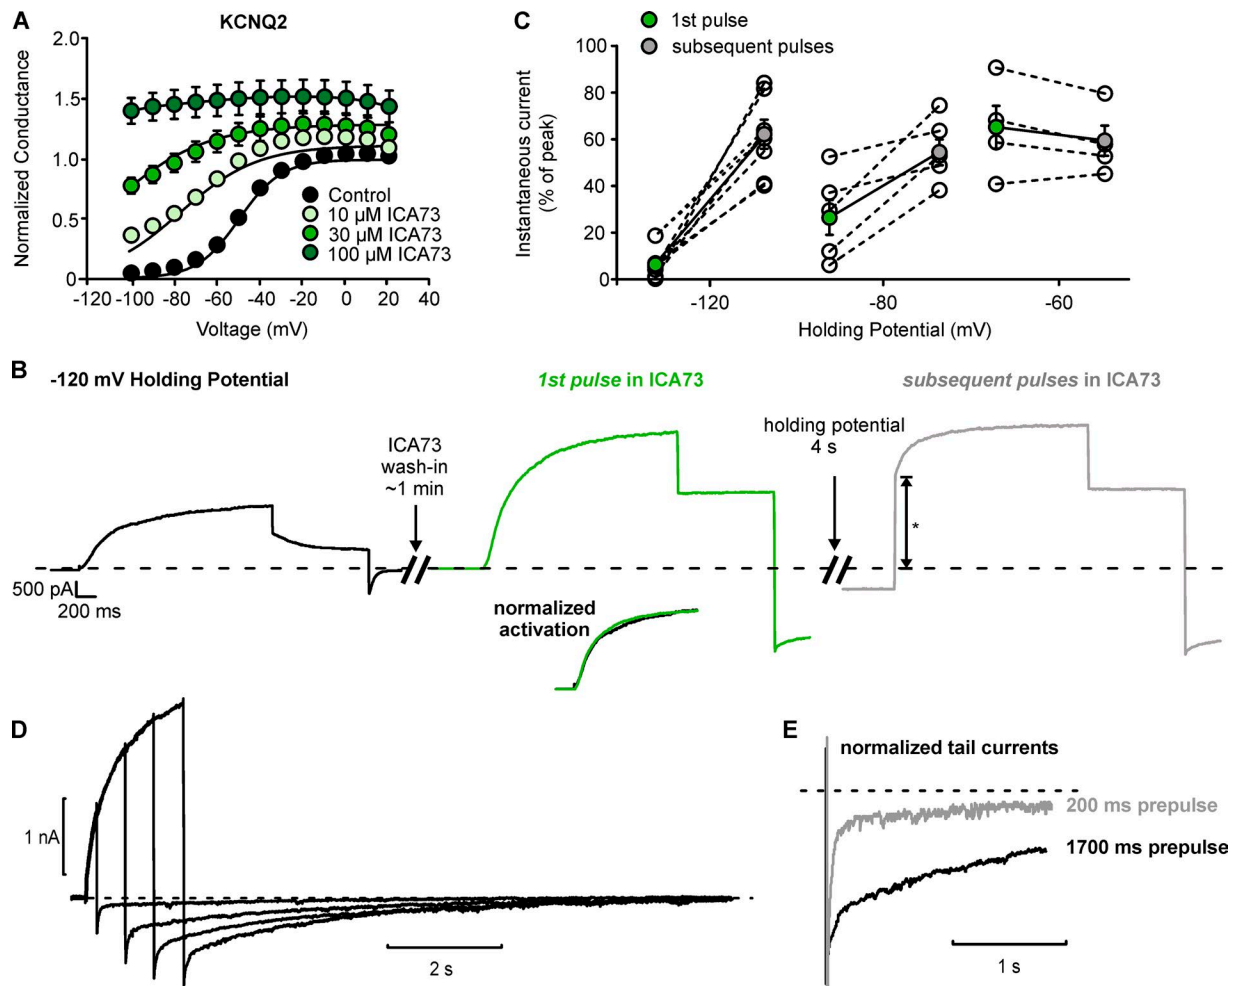 A
KCNQ2
Normalized Conductance
2.0
1.5
1.0
0.5
0
-120 -100 -80 -60 -40 -20 0 20 40
Voltage (mV)
Control
10 µM ICA73
30 µM ICA73
100 µM ICA73
C
1st pulse
subsequent pulses
Instantaneous current
(% of peak)
100
80
60
40
20
0
-120 -80 -60
Holding Potential (mV)
B
-120 mV Holding Potential
1st pulse in ICA73
subsequent pulses in ICA73
ICA73
wash-in
~1 min
holding potential
4 s
*
500 pA
200 ms
normalized
activation
D
1 nA
2 s
E
normalized tail currents
200 ms prepulse
1700 ms prepulse
1 s